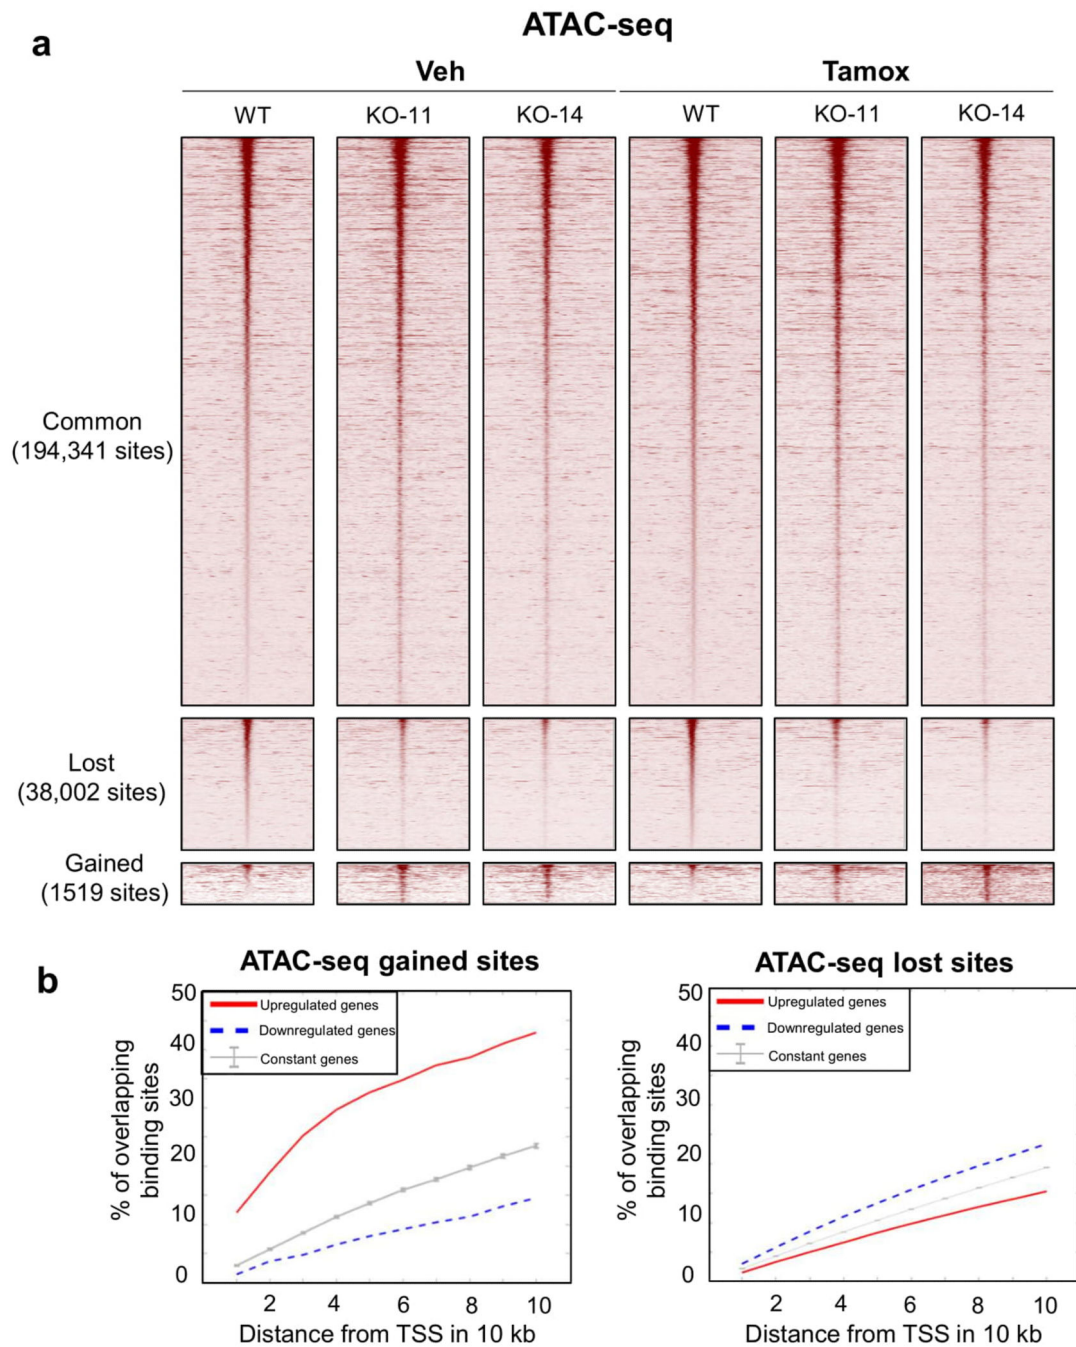 a
ATAC-seq
Veh
Tamox
WT
KO-11
KO-14
WT
KO-11
KO-14
Common
(194,341 sites)
Lost
(38,002 sites)
Gained
(1519 sites)
b
ATAC-seq gained sites
% of overlapping
binding sites
50
40
30
20
10
0
Upregulated genes
Downregulated genes
Constant genes
2
4
6
8
10
Distance from TSS in 10 kb
ATAC-seq lost sites
% of overlapping
binding sites
50
40
30
20
10
0
Upregulated genes
Downregulated genes
Constant genes
2
4
6
8
10
Distance from TSS in 10 kb